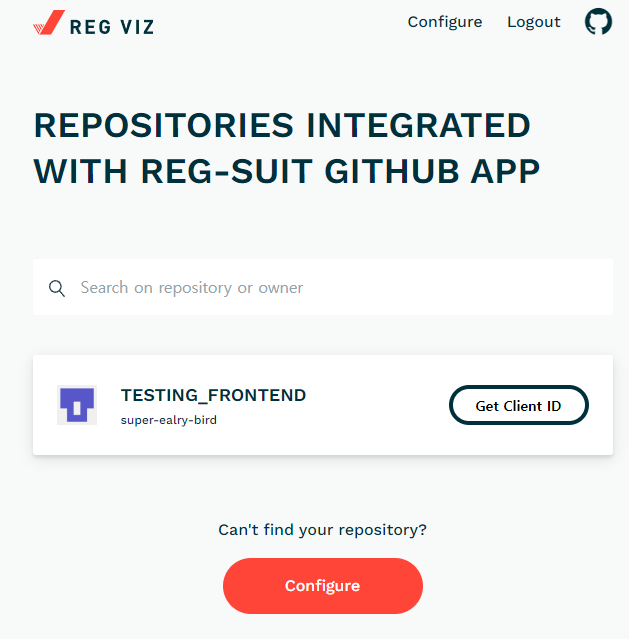 REG VIZ
Configure
Logout
REPOSITORIES INTEGRATED
WITH REG-SUIT GITHUB APP
Search on repository or owner
TESTING_FRONTEND
super-ealry-bird
Get Client ID
Can't find your repository?
Configure